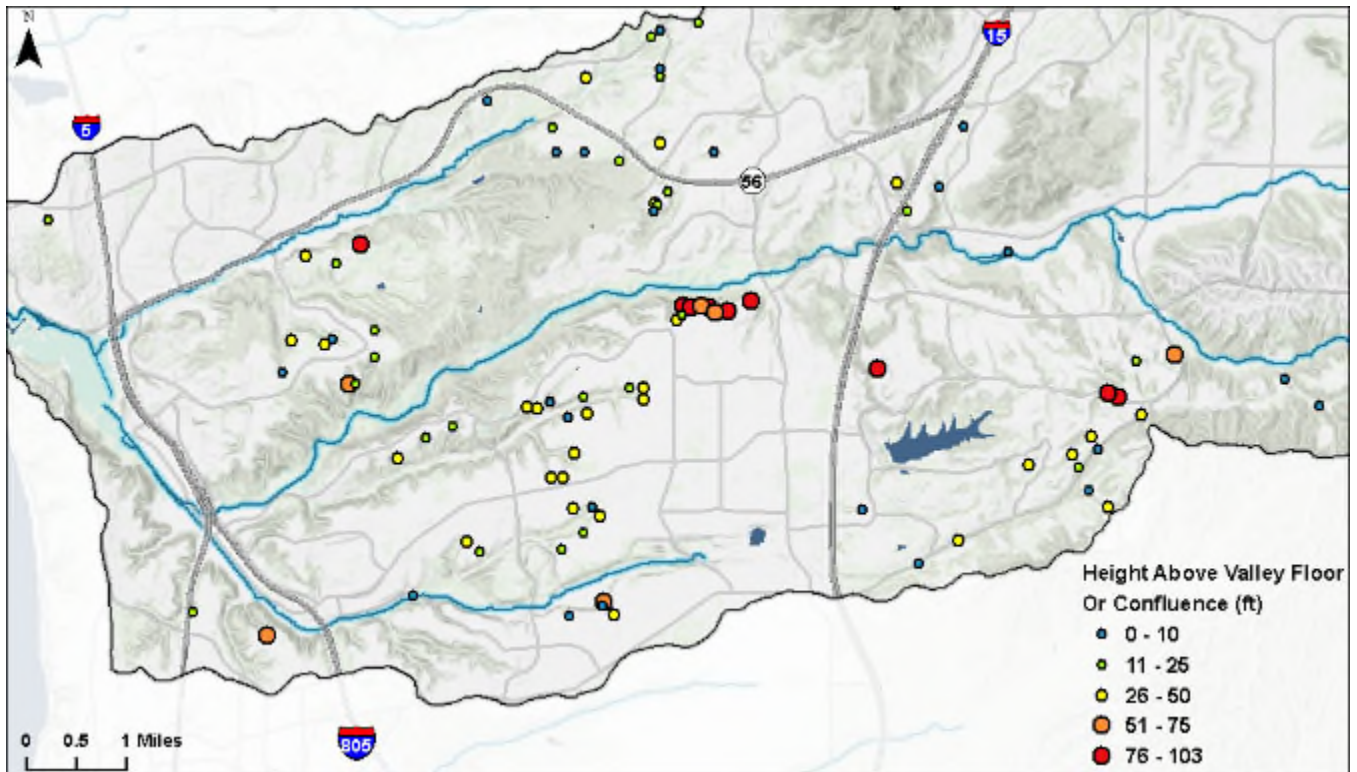 N
15
5
56
Height Above Valley Floor
Or Confluence (ft)
0 - 10
11 - 25
26 - 50
51 - 75
76 - 103
0 0.5 1 Miles
805